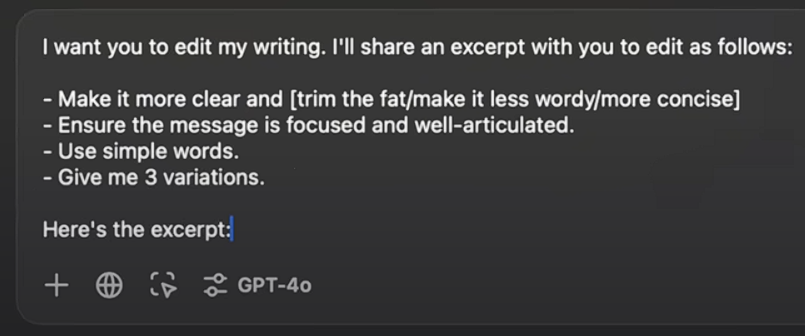 I want you to edit my writing. I'll share an excerpt with you to edit as follows:
- Make it more clear and [trim the fat/make it less wordy/more concise]
- Ensure the message is focused and well-articulated.
- Use simple words.
- Give me 3 variations.
Here's the excerpt:
GPT-4o